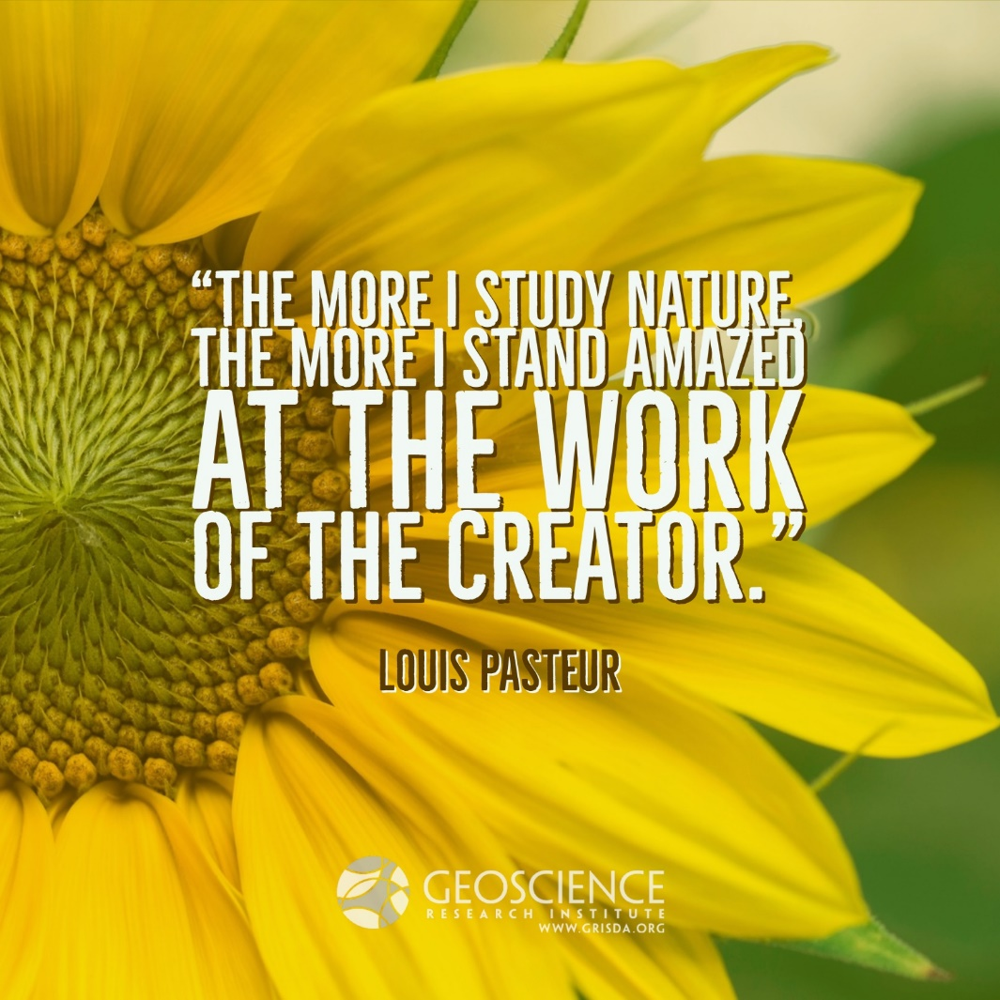 “THE MORE I STUDY NATURE,
THE MORE I STAND AMAZED
AT THE WORK
OF THE CREATOR.”
LOUIS PASTEUR
GEOSCIENCE
RESEARCH INSTITUTE
WWW.GRISDA.ORG